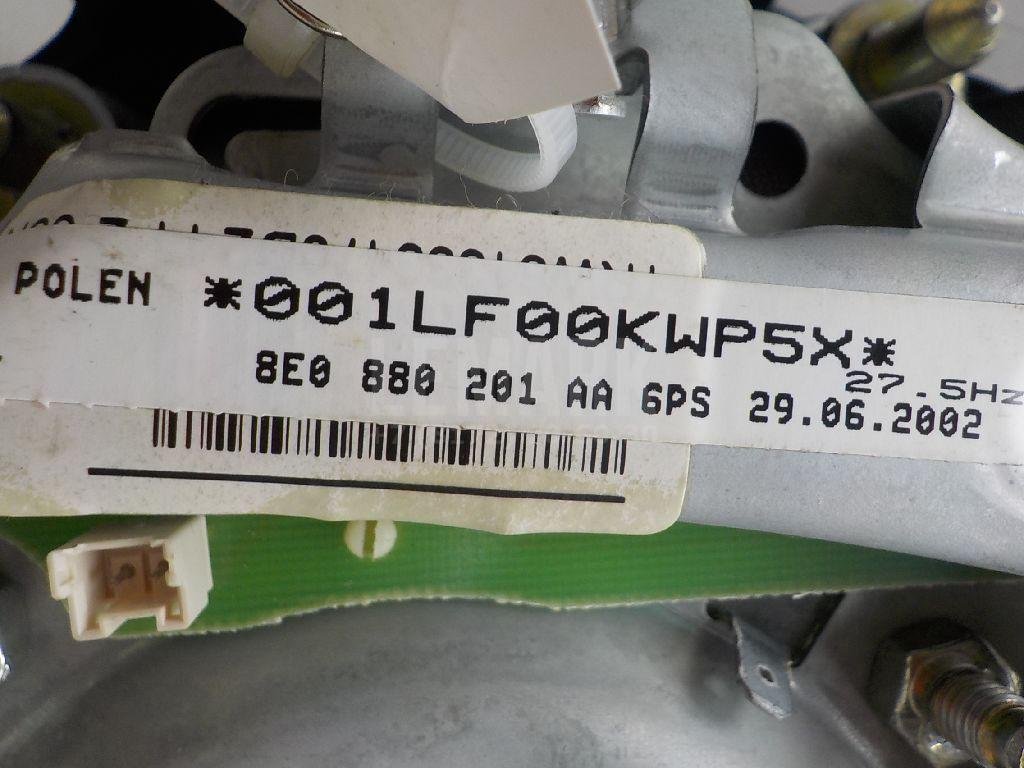 POLEN *001LF00KWP5X*
27.5Hz
8E0 880 201 AA 6PS 29.06.2002